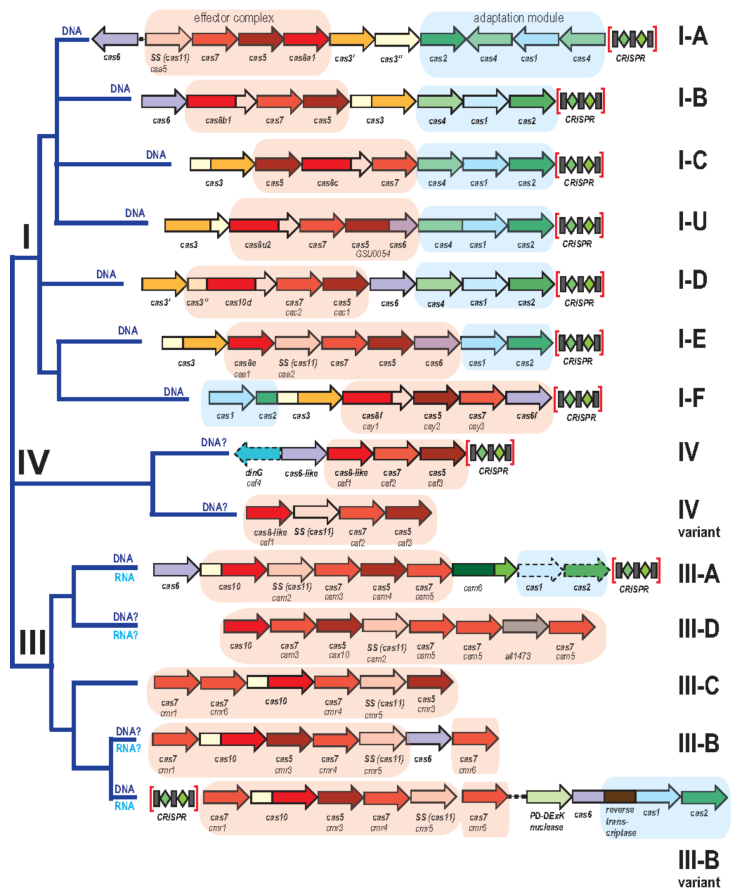 effector complex
adaptation module
DNA
cas6
SS (cas11)
csa5
cas7
cas5
cas8a1
cas3'
cas3"
cas2
cas4
cas1
cas4
CRISPR
I-A
DNA
cas6
cas8b1
cas7
cas5
cas3
cas4
cas1
cas2
CRISPR
I-B
DNA
cas3
cas5
cas8c
cas7
cas4
cas1
cas2
CRISPR
I-C
I
DNA
cas3
cas8u2
cas7
cas5
cas6
GSU0054
cas4
cas1
cas2
CRISPR
I-U
DNA
cas3'
cas3"
cas10d
cas7
csc2
cas5
csc1
cas6
cas4
cas1
cas2
CRISPR
I-D
DNA
cas3
cas8e
cse1
SS (cas11)
cse2
cas7
cas5
cas6
cas1
cas2
CRISPR
I-E
DNA
cas1
cas2
cas3
cas8f
csy1
cas5
csy2
cas7
csy3
cas6f
CRISPR
I-F
IV
DNA?
dinG
csf4
cas6-like
cas8-like
csf1
cas7
csf2
cas5
csf3
CRISPR
IV
DNA?
cas8-like
csf1
SS (cas11)
cas7
csf2
cas5
csf3
IV
variant
III
DNA
RNA
cas6
cas10
SS (cas11)
csm2
cas7
csm3
cas5
csm4
cas7
csm5
csm6
cas1
cas2
CRISPR
III-A
DNA?
RNA?
cas10
cas7
csm3
cas5
csx10
SS (cas11)
csm2
cas7
csm5
cas7
csm5
all1473
cas7
csm5
III-D
cas7
cmr1
cas7
cmr6
cas10
cas7
cmr4
SS (cas11)
cmr5
cas5
cmr3
III-C
DNA?
RNA?
cas7
cmr1
cas10
cas5
cmr3
cas7
cmr4
SS (cas11)
cmr5
cas6
cas7
cmr6
III-B
DNA
RNA
CRISPR
cas7
cmr1
cas10
cas5
cmr3
cas7
cmr4
SS (cas11)
cmr5
cas7
cmr6
PD-DExK
nuclease
cas6
reverse
trans-
criptase
cas1
cas2
III-B
variant